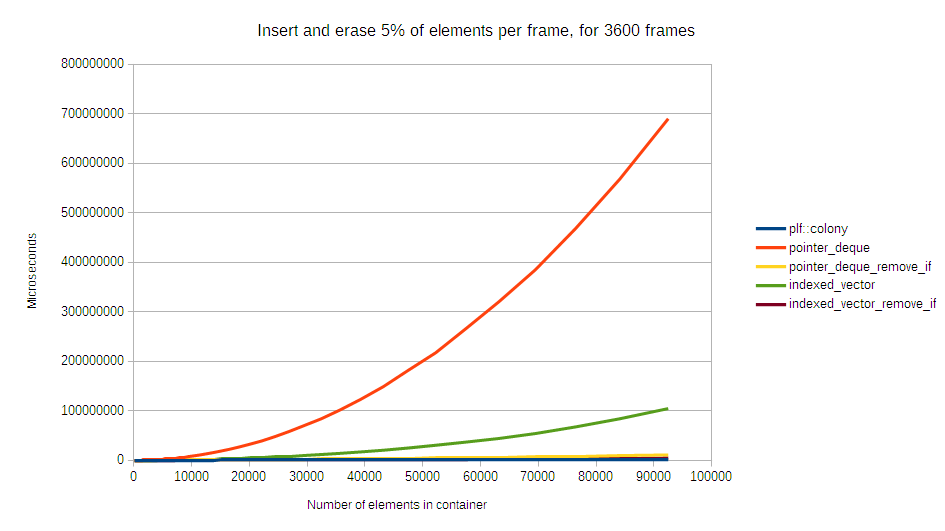 Insert and erase 5% of elements per frame, for 3600 frames
800000000
700000000
600000000
500000000
400000000
300000000
200000000
100000000
0
Microseconds
0 10000 20000 30000 40000 50000 60000 70000 80000 90000 100000
Number of elements in container
plf::colony
pointer_deque
pointer_deque_remove_if
indexed_vector
indexed_vector_remove_if